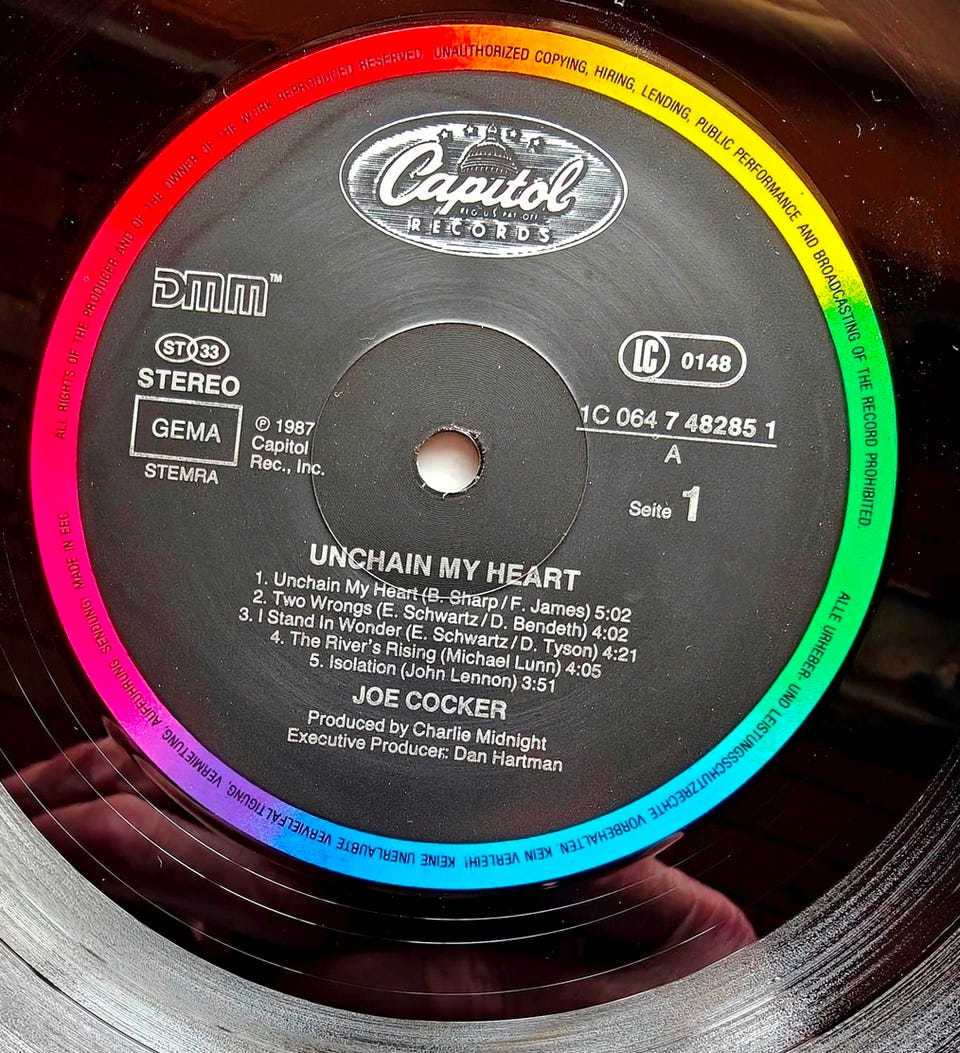 ALL RIGHTS OF THE PRODUCER AND OF THE OWNER OF THE WORK REPRODUCED RESERVED. UNAUTHORIZED COPYING, HIRING, LENDING, PUBLIC PERFORMANCE AND BROADCASTING OF THE RECORD PROHIBITED.
Capitol
REG. U.S. PAT. OFF.
RECORDS
DMM™
ST 33
STEREO
GEMA
STEMRA
℗ 1987
Capitol
Rec., Inc.
LC 0148
1C 064 7 48285 1
A
Seite 1
UNCHAIN MY HEART
1. Unchain My Heart (B. Sharp/F. James) 5:02
2. Two Wrongs (E. Schwartz/D. Bendeth) 4:02
3. I Stand In Wonder (E. Schwartz/D. Tyson) 4:21
4. The River's Rising (Michael Lunn) 4:05
5. Isolation (John Lennon) 3:51
JOE COCKER
Produced by Charlie Midnight
Executive Producer: Dan Hartman
ALLE URHEBER- UND LEISTUNGSSCHUTZRECHTE VORBEHALTEN. KEIN VERLEIH! KEINE UNERLAUBTE VERVIELFÄLTIGUNG, VERMIETUNG, AUFFÜHRUNG, SENDUNG! MADE IN EEC